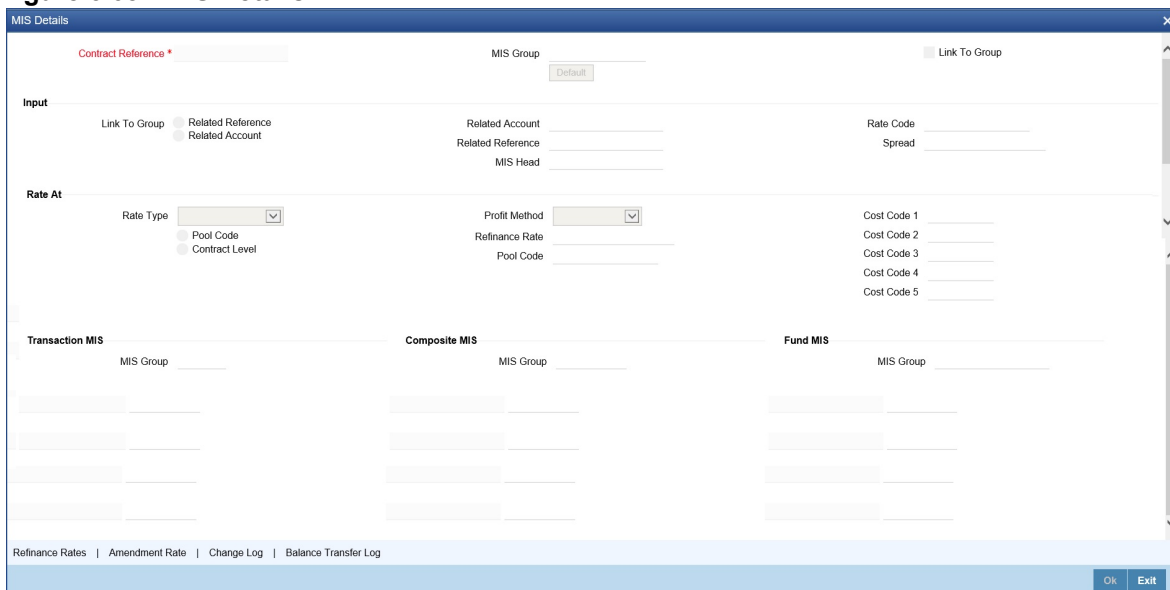 MIS Details
Contract Reference *
MIS Group
Link To Group
Default
Input
Link To Group
Related Reference
Related Account
Related Account
Related Reference
MIS Head
Rate Code
Spread
Rate At
Rate Type
Pool Code
Contract Level
Profit Method
Refinance Rate
Pool Code
Cost Code 1
Cost Code 2
Cost Code 3
Cost Code 4
Cost Code 5
Transaction MIS
Composite MIS
Fund MIS
MIS Group
MIS Group
MIS Group
Refinance Rates | Amendment Rate | Change Log | Balance Transfer Log
Ok Exit